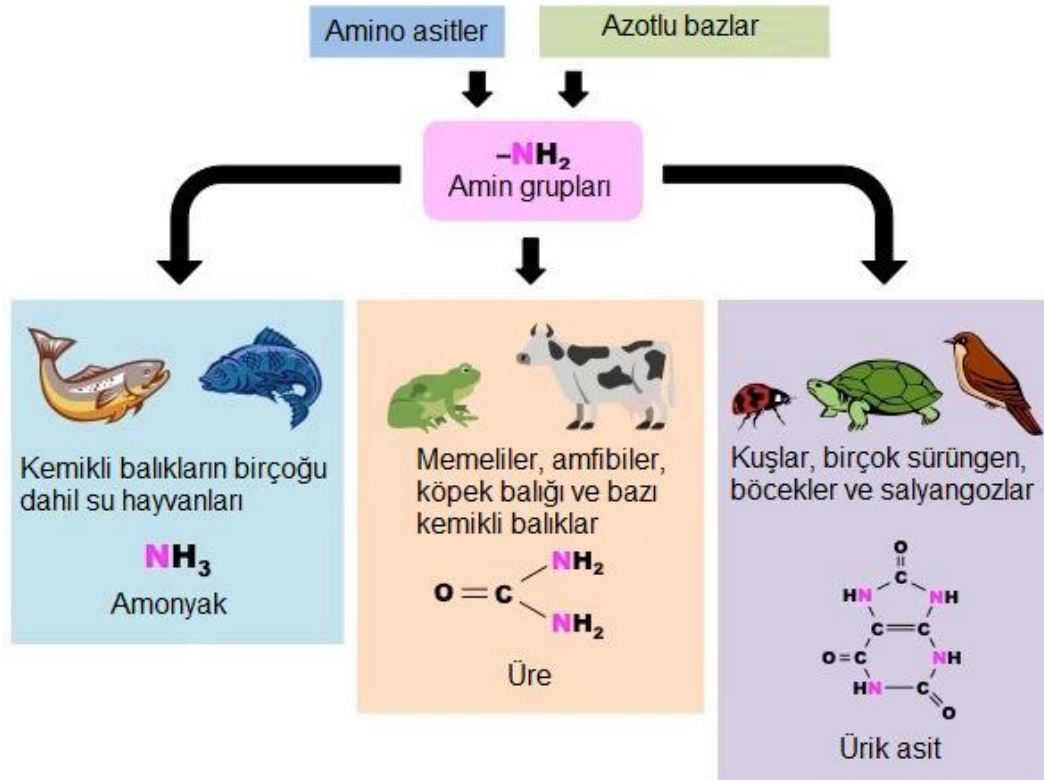 Amino asitler
Azotlu bazlar
–NH₂
Amin grupları
Kemikli balıkların birçoğu
dahil su hayvanları
NH₃
Amonyak
Memeliler, amfibiler,
köpek balığı ve bazı
kemikli balıklar
NH₂
O=C
NH₂
Üre
Kuşlar, birçok sürüngen,
böcekler ve salyangozlar
O
C
HN NH
C=C
O=C NH
HN–C
O
Ürik asit